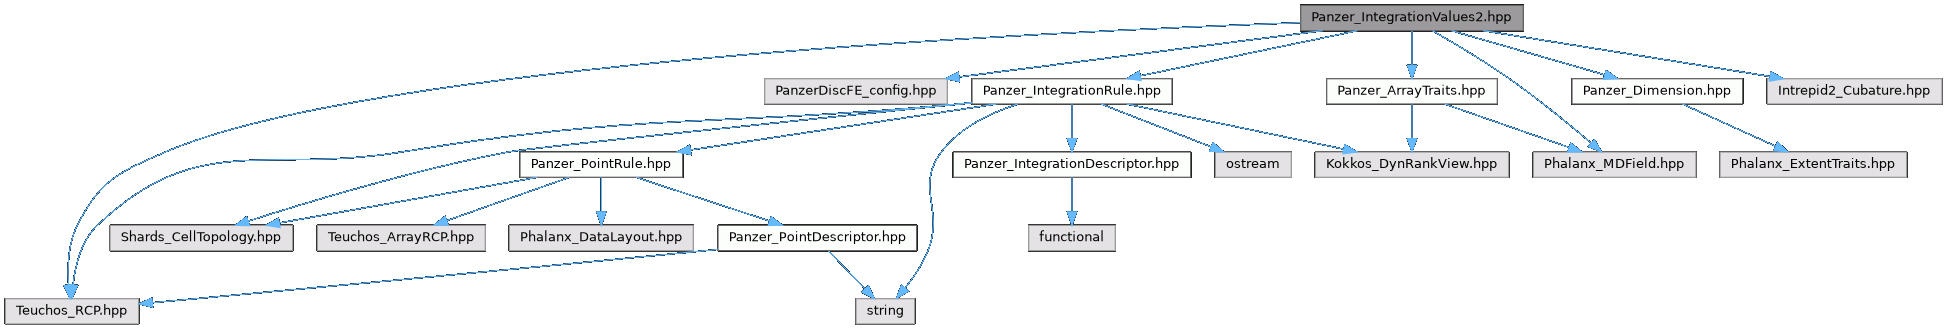 Panzer_IntegrationValues2.hpp
PanzerDiscFE_config.hpp
Panzer_IntegrationRule.hpp
Panzer_ArrayTraits.hpp
Panzer_Dimension.hpp
Intrepid2_Cubature.hpp
Panzer_PointRule.hpp
Panzer_IntegrationDescriptor.hpp
ostream
Kokkos_DynRankView.hpp
Phalanx_MDField.hpp
Phalanx_ExtentTraits.hpp
Shards_CellTopology.hpp
Teuchos_ArrayRCP.hpp
Phalanx_DataLayout.hpp
Panzer_PointDescriptor.hpp
functional
Teuchos_RCP.hpp
string